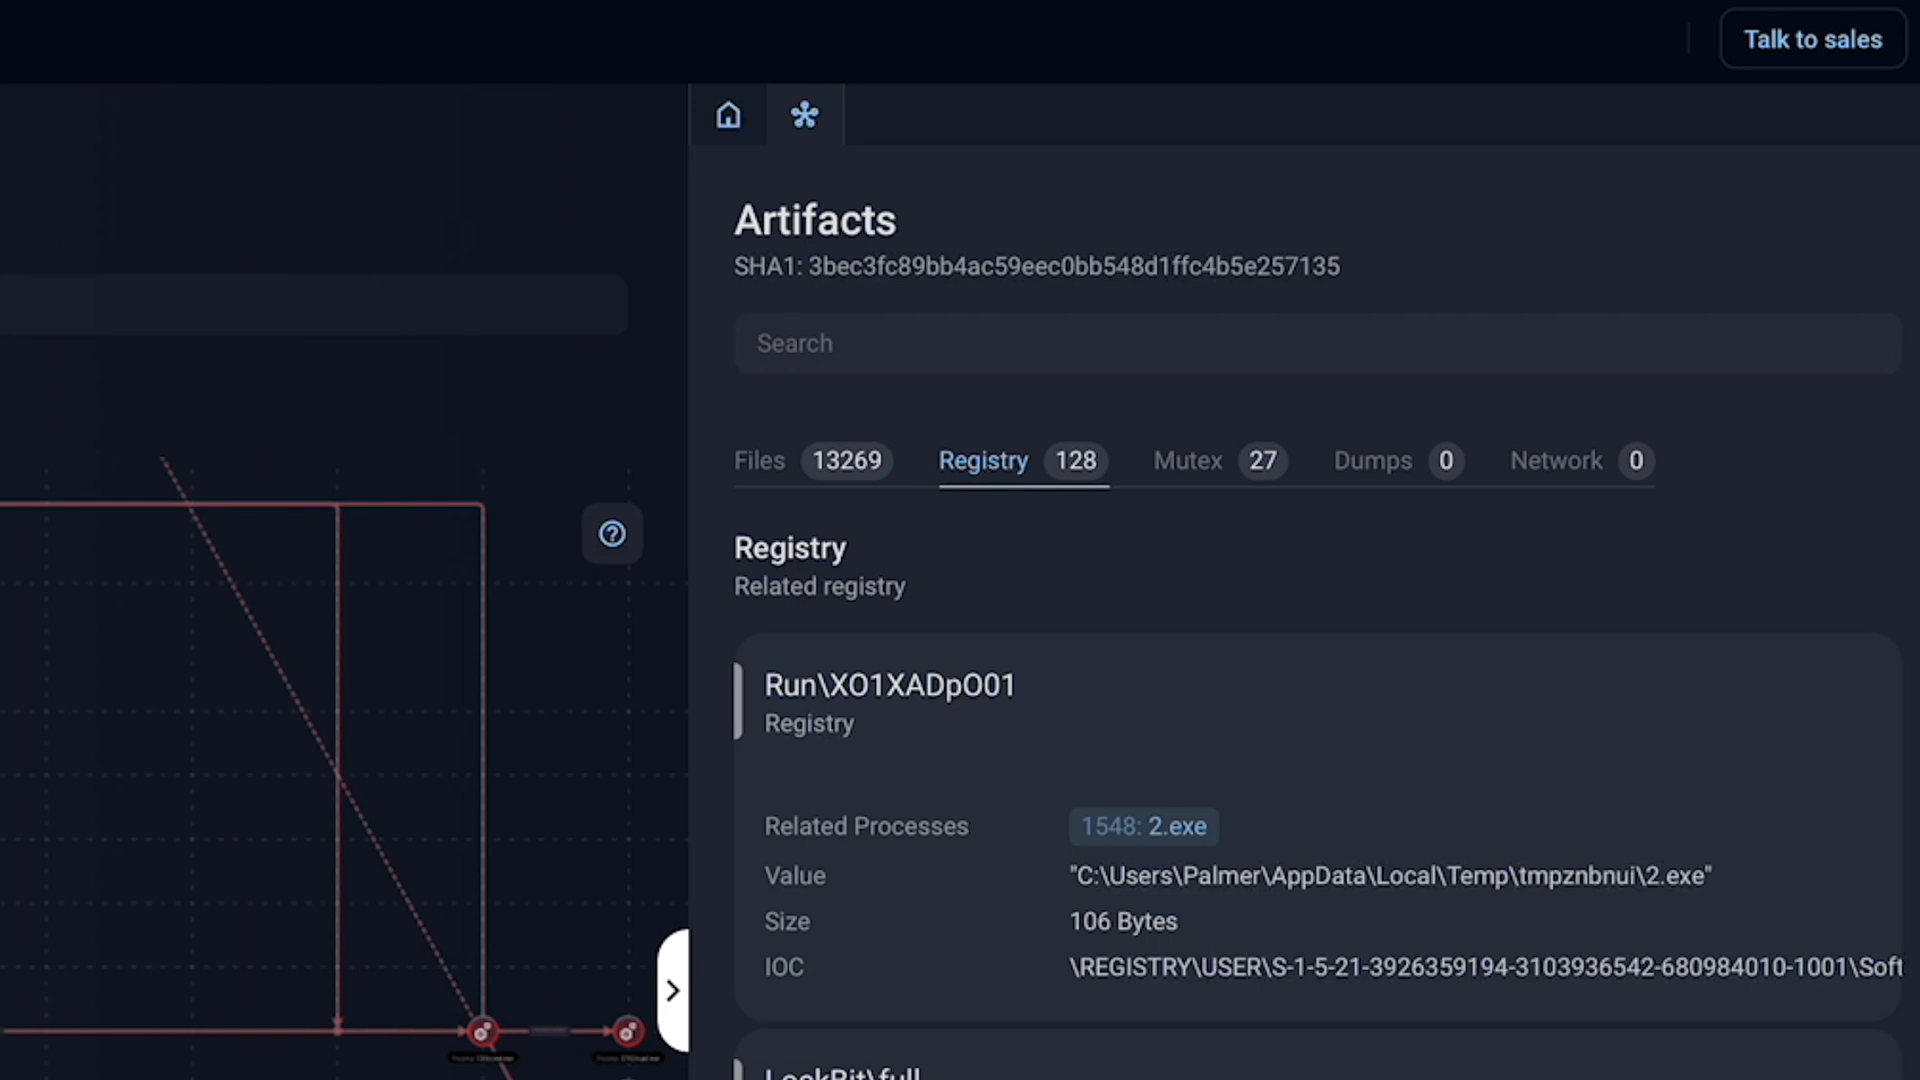 Talk to sales
Artifacts
SHA1: 3bec3fc89bb4ac59eec0bb548d1ffc4b5e257135
Search
Files 13269 Registry 128 Mutex 27 Dumps 0 Network 0
Registry
Related registry
Run\XO1XADpO01
Registry
Related Processes 1548: 2.exe
Value "C:\Users\Palmer\AppData\Local\Temp\tmpznbnui\2.exe"
Size 106 Bytes
IOC \REGISTRY\USER\S-1-5-21-3926359194-3103936542-680984010-1001\Soft
LockBit\full